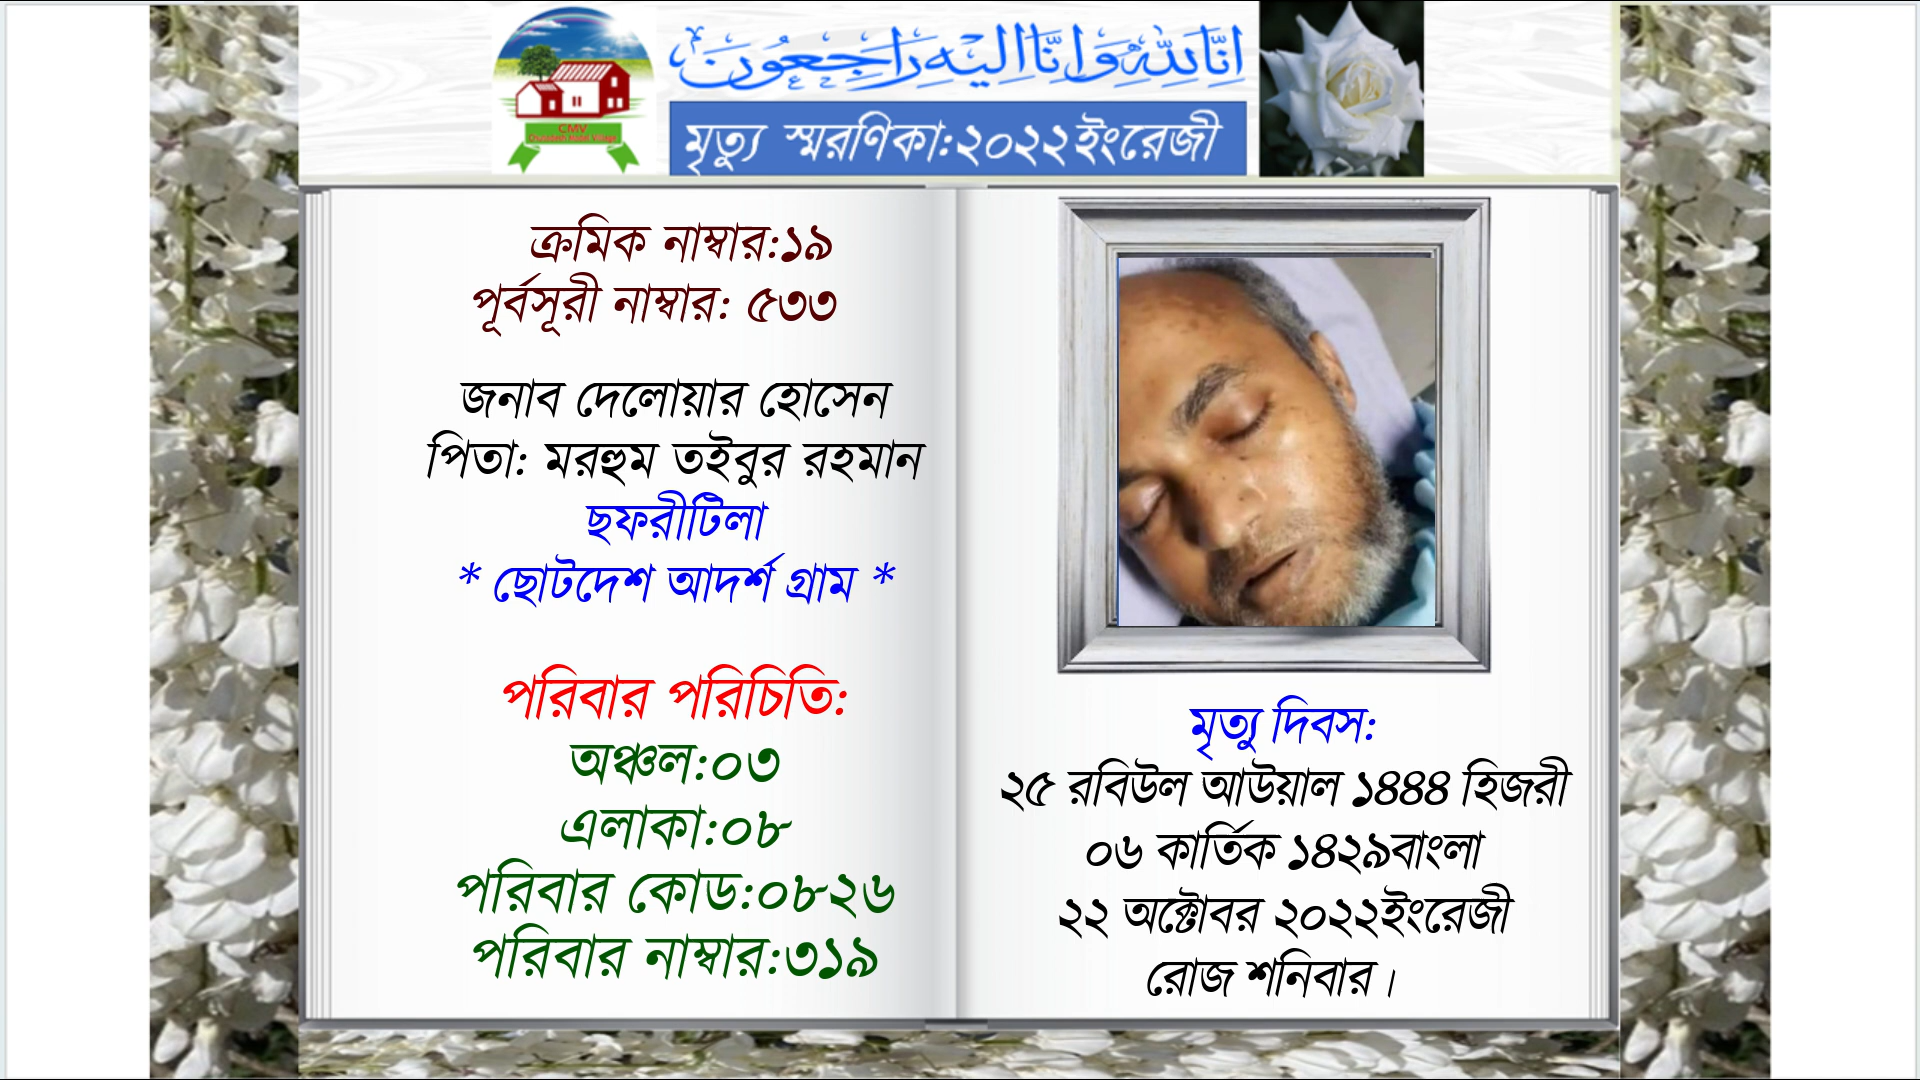 اِنَّا لِلّٰهِ وَاِنَّا اِلَيْهِ رَاجِعُوْنَ
মৃত্যু স্মরণিকা:২০২২ইংরেজী
CMV
ক্রমিক নাম্বার:১৯
পূর্বসূরী নাম্বার: ৫৩৩
জনাব দেলোয়ার হোসেন
পিতা: মরহুম তইবুর রহমান
ছফরীটিলা
* ছোটদেশ আদর্শ গ্রাম *
পরিবার পরিচিতি:
অঞ্চল:০৩
এলাকা:০৮
পরিবার কোড:০৮২৬
পরিবার নাম্বার:৩১৯
মৃত্যু দিবস:
২৫ রবিউল আউয়াল ১৪৪৪ হিজরী
০৬ কার্তিক ১৪২৯বাংলা
২২ অক্টোবর ২০২২ইংরেজী
রোজ শনিবার।